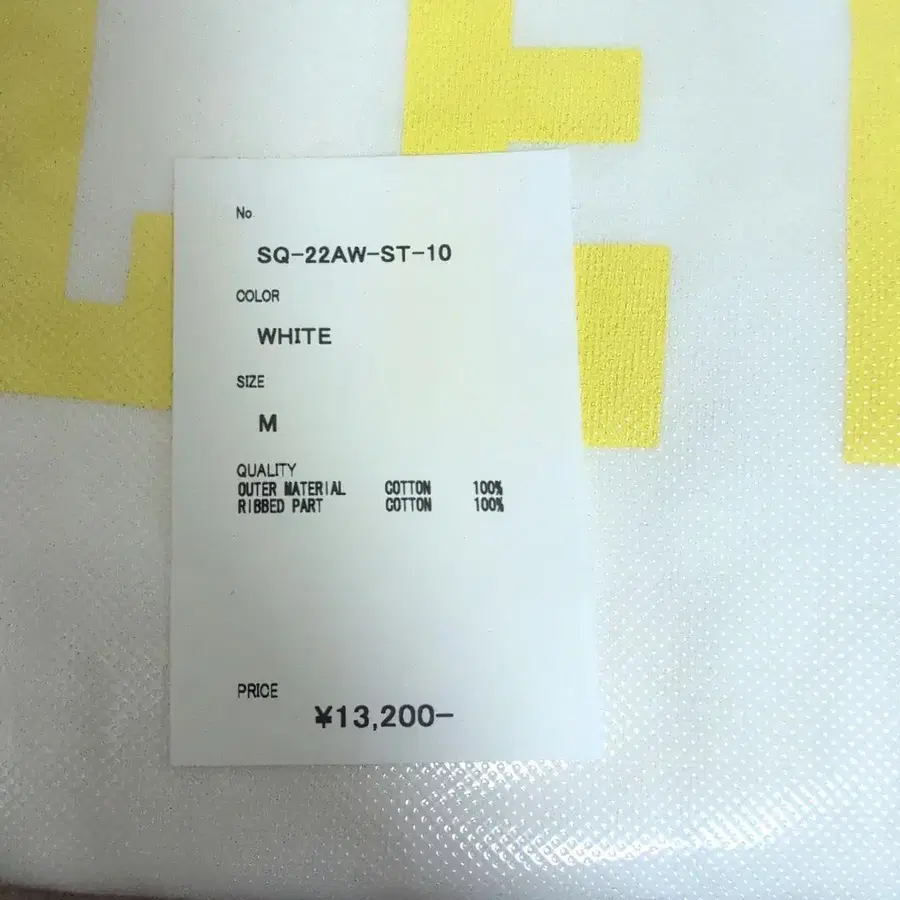 No
SQ-22AW-ST-10
COLOR
WHITE
SIZE
M
QUALITY
OUTER MATERIAL COTTON 100%
RIBBED PART COTTON 100%
PRICE
¥13,200-